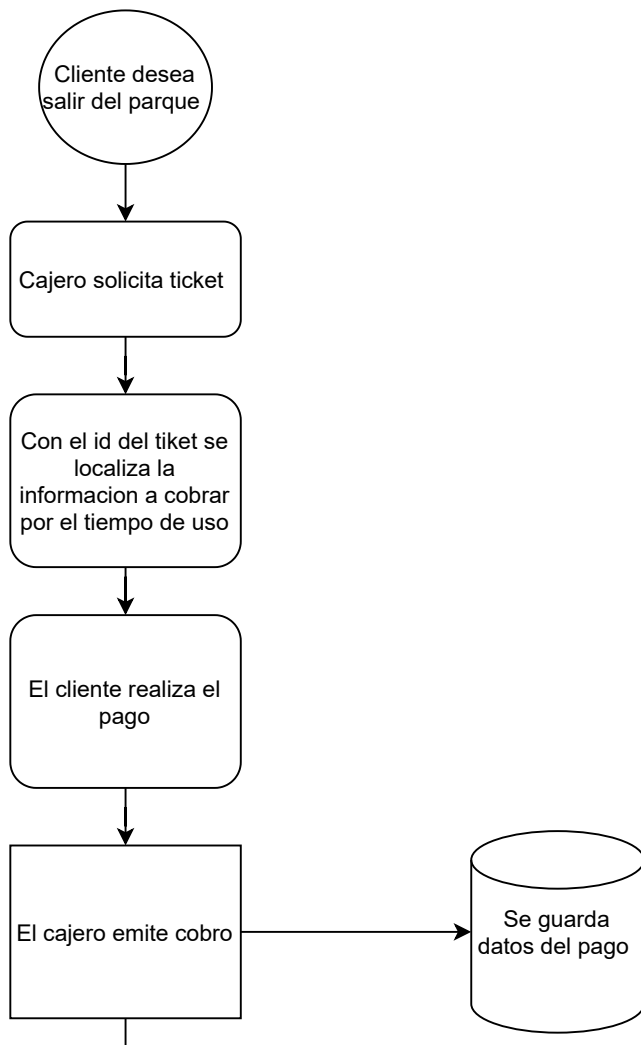 Cliente desea
salir del parque
Cajero solicita ticket
Con el id del tiket se
localiza la
informacion a cobrar
por el tiempo de uso
El cliente realiza el
pago
El cajero emite cobro
Se guarda
datos del pago